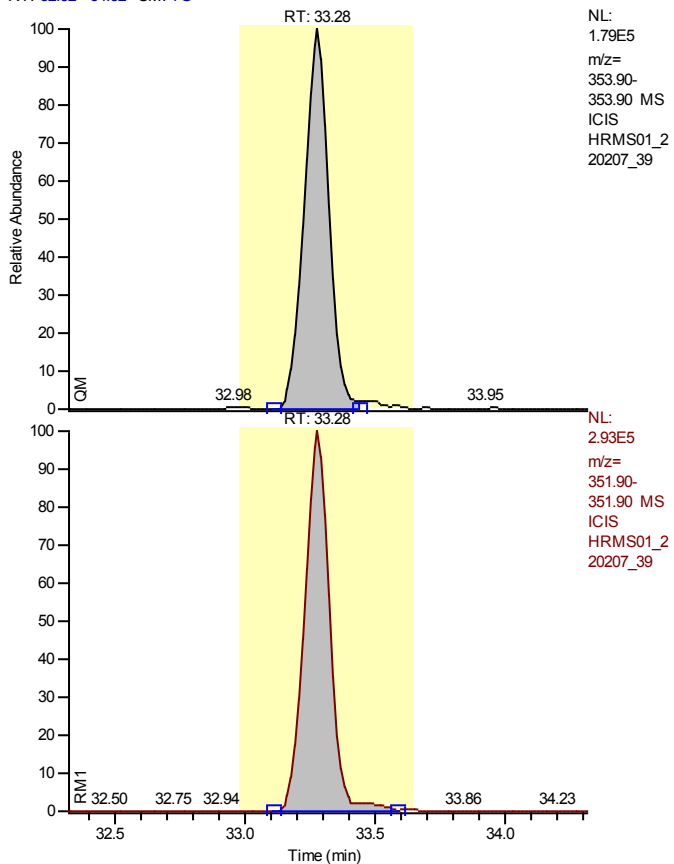 RT: 33.28
NL:
1.79E5
m/z=
353.90-
353.90 MS
ICIS
HRMS01_2
20207_39
100
90
80
70
60
50
40
30
20
10
0
Relative Abundance
QM
32.98
33.95
RT: 33.28
NL:
2.93E5
m/z=
351.90-
351.90 MS
ICIS
HRMS01_2
20207_39
100
90
80
70
60
50
40
30
20
10
0
RM1
32.50 32.75 32.94 33.86 34.23
32.5 33.0 33.5 34.0
Time (min)